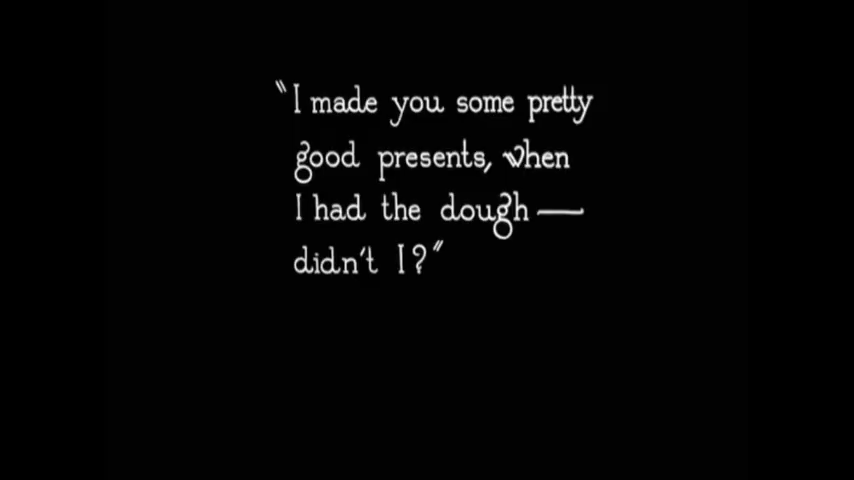 "I made you some pretty
good presents, when
I had the dough —
didn't I?"